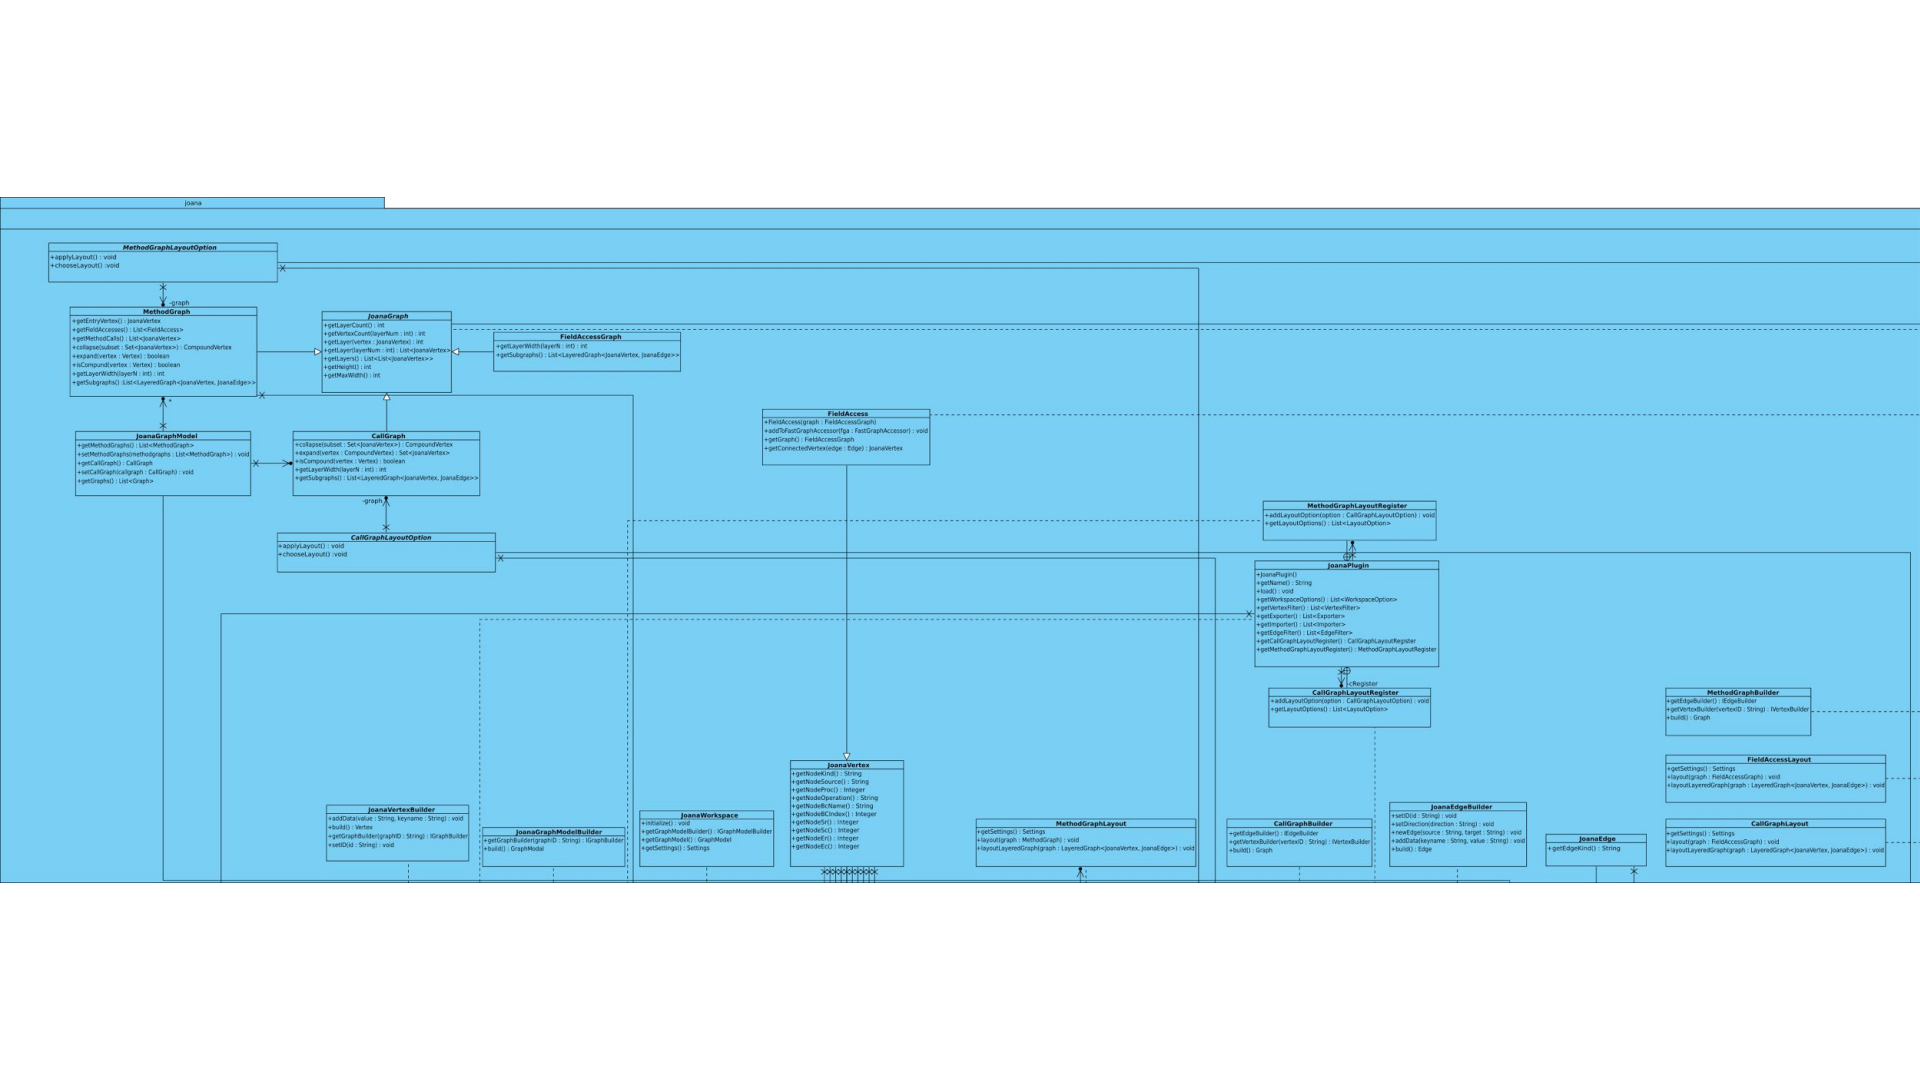 joana
MethodGraphLayoutOption
+applyLayout() : void
+chooseLayout() :void
-graph
MethodGraph
+getEntryVertex() : JoanaVertex
+getFieldAccesses() : List<FieldAccess>
+getMethodCalls() : List<JoanaVertex>
+collapse(subset : Set<JoanaVertex>) : CompoundVertex
+expand(vertex : Vertex) : boolean
+isCompund(vertex : Vertex) : boolean
+getLayerWidth(layerN : int) : int
+getSubgraphs() :List<LayeredGraph<JoanaVertex, JoanaEdge>>
*
JoanaGraph
+getLayerCount() : int
+getVertexCount(layerNum : int) : int
+getLayer(vertex : JoanaVertex) : int
+getLayer(layerNum : int) : List<JoanaVertex>
+getLayers() : List<List<JoanaVertex>>
+getHeight() : int
+getMaxWidth() : int
FieldAccessGraph
+getLayerWidth(layerN : int) : int
+getSubgraphs() : List<LayeredGraph<JoanaVertex, JoanaEdge>>
JoanaGraphModel
+getMethodGraphs() : List<MethodGraph>
+setMethodGraphs(methodgraphs : List<MethodGraph>) : void
+getCallGraph() : CallGraph
+setCallGraph(callgraph : CallGraph) : void
+getGraphs() : List<Graph>
CallGraph
+collapse(subset : Set<JoanaVertex>) : CompoundVertex
+expand(vertex : CompoundVertex) : Set<JoanaVertex>
+isCompound(vertex : Vertex) : boolean
+getLayerWidth(layerN : int) : int
+getSubgraphs() : List<LayeredGraph<JoanaVertex, JoanaEdge>>
-graph
CallGraphLayoutOption
+applyLayout() : void
+chooseLayout() :void
FieldAccess
+FieldAccess(graph : FieldAccessGraph)
+addToFastGraphAccessor(fga : FastGraphAccessor) : void
+getGraph() : FieldAccessGraph
+getConnectedVertex(edge : Edge) : JoanaVertex
MethodGraphLayoutRegister
+addLayoutOption(option : CallGraphLayoutOption) : void
+getLayoutOptions() : List<LayoutOption>
JoanaPlugin
+JoanaPlugin()
+getName() : String
+load() : void
+getWorkspaceOptions() : List<WorkspaceOption>
+getVertexFilter() : List<VertexFilter>
+getExporter() : List<Exporter>
+getImporter() : List<Importer>
+getEdgeFilter() : List<EdgeFilter>
+getCallGraphLayoutRegister() : CallGraphLayoutRegister
+getMethodGraphLayoutRegister() : MethodGraphLayoutRegister
-cRegister
CallGraphLayoutRegister
+addLayoutOption(option : CallGraphLayoutOption) : void
+getLayoutOptions() : List<LayoutOption>
MethodGraphBuilder
+getEdgeBuilder() : IEdgeBuilder
+getVertexBuilder(vertexID : String) : IVertexBuilder
+build() : Graph
FieldAccessLayout
+getSettings() : Settings
+layout(graph : FieldAccessGraph) : void
+layoutLayeredGraph(graph : LayeredGraph<JoanaVertex, JoanaEdge>) : void
JoanaVertexBuilder
+addData(value : String, keyname : String) : void
+build() : Vertex
+getGraphBuilder(graphID : String) : IGraphBuilder
+setID(id : String) : void
JoanaGraphModelBuilder
+getGraphBuilder(graphID : String) : IGraphBuilder
+build() : GraphModal
JoanaWorkspace
+initialize() : void
+getGraphModelBuilder() : IGraphModelBuilder
+getGraphModel() : GraphModel
+getSettings() : Settings
JoanaVertex
+getNodeKind() : String
+getNodeSource() : String
+getNodeProc() : Integer
+getNodeOperation() : String
+getNodeBcName() : String
+getNodeBCIndex() : Integer
+getNodeSr() : Integer
+getNodeSc() : Integer
+getNodeEr() : Integer
+getNodeEc() : Integer
MethodGraphLayout
+getSettings() : Settings
+layout(graph : MethodGraph) : void
+layoutLayeredGraph(graph : LayeredGraph<JoanaVertex, JoanaEdge>) : void
CallGraphBuilder
+getEdgeBuilder() : IEdgeBuilder
+getVertexBuilder(vertexID : String) : IVertexBuilder
+build() : Graph
JoanaEdgeBuilder
+setID(id : String) : void
+setDirection(direction : String) : void
+newEdge(source : String, target : String) : void
+addData(keyname : String, value : String) : void
+build() : Edge
JoanaEdge
+getEdgeKind() : String
CallGraphLayout
+getSettings() : Settings
+layout(graph : FieldAccessGraph) : void
+layoutLayeredGraph(graph : LayeredGraph<JoanaVertex, JoanaEdge>) : void